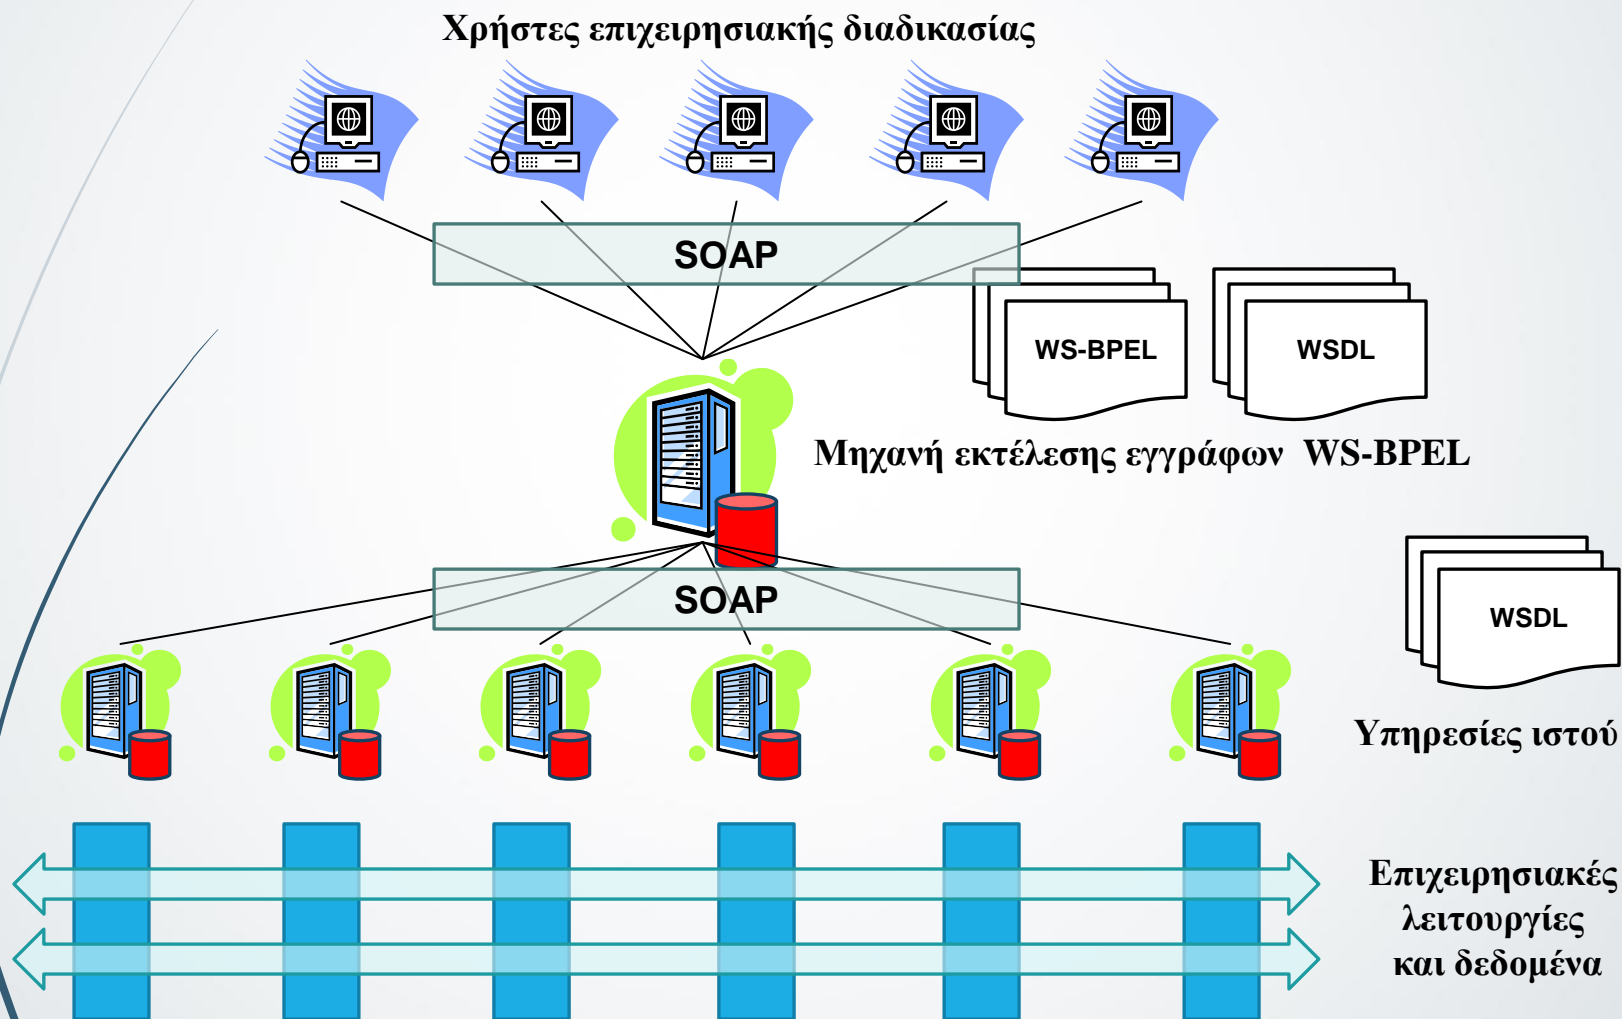 Χρήστες επιχειρησιακής διαδικασίας
SOAP
WS-BPEL
WSDL
Μηχανή εκτέλεσης εγγράφων WS-BPEL
SOAP
WSDL
Υπηρεσίες ιστού
Επιχειρησιακές
λειτουργίες
και δεδομένα